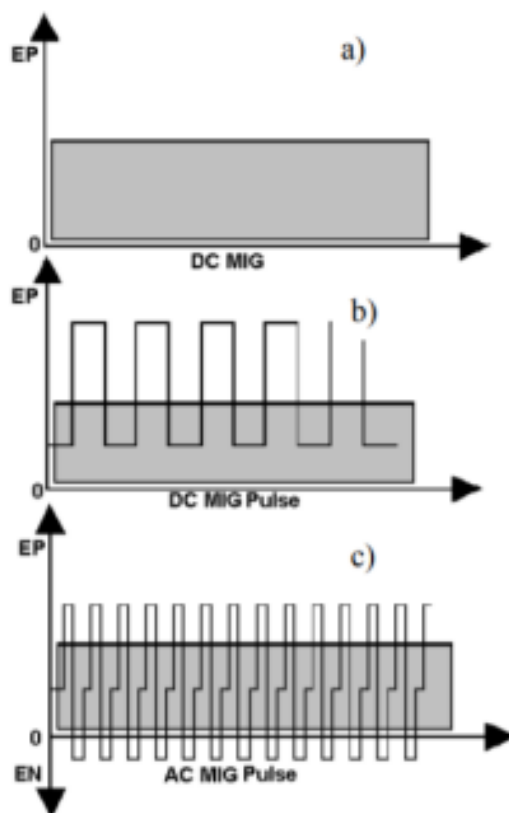 EP
a)
0
DC MIG
EP
b)
0
DC MIG Pulse
EP
c)
0
EN
AC MIG Pulse